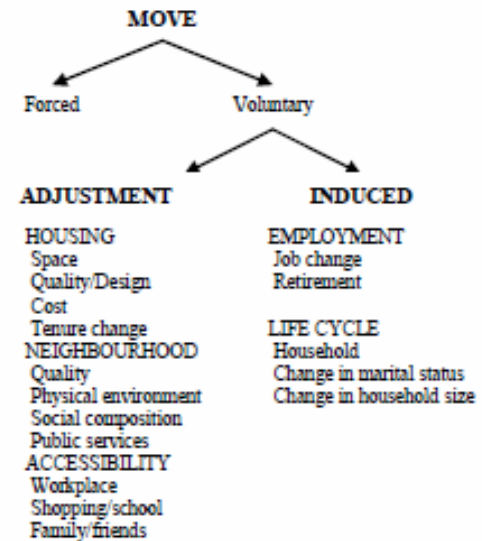 MOVE
Forced
Voluntary
ADJUSTMENT
INDUCED
HOUSING
Space
Quality/Design
Cost
Tenure change
NEIGHBOURHOOD
Quality
Physical environment
Social composition
Public services
ACCESSIBILITY
Workplace
Shopping/school
Family/friends
EMPLOYMENT
Job change
Retirement
LIFE CYCLE
Household
Change in marital status
Change in household size